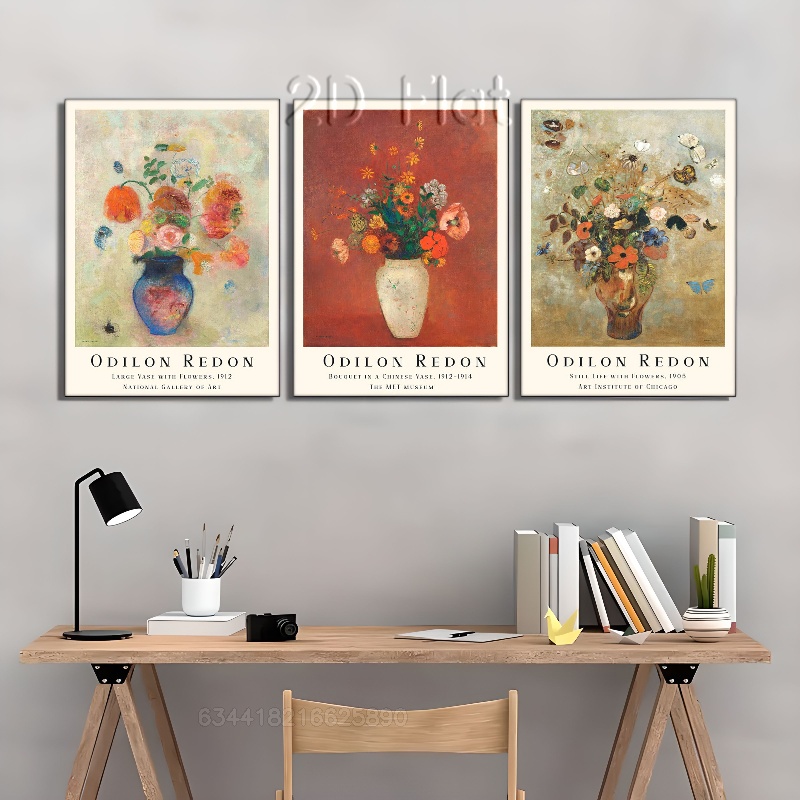 2D Flat
ODILON REDON
LARGE VASE WITH FLOWERS, 1912
NATIONAL GALLERY OF ART
ODILON REDON
BOUQUET IN A CHINESE VASE, 1912-1914
THE MET MUSEUM
ODILON REDON
STILL LIFE WITH FLOWERS, 1905
ART INSTITUTE OF CHICAGO
634418216625890